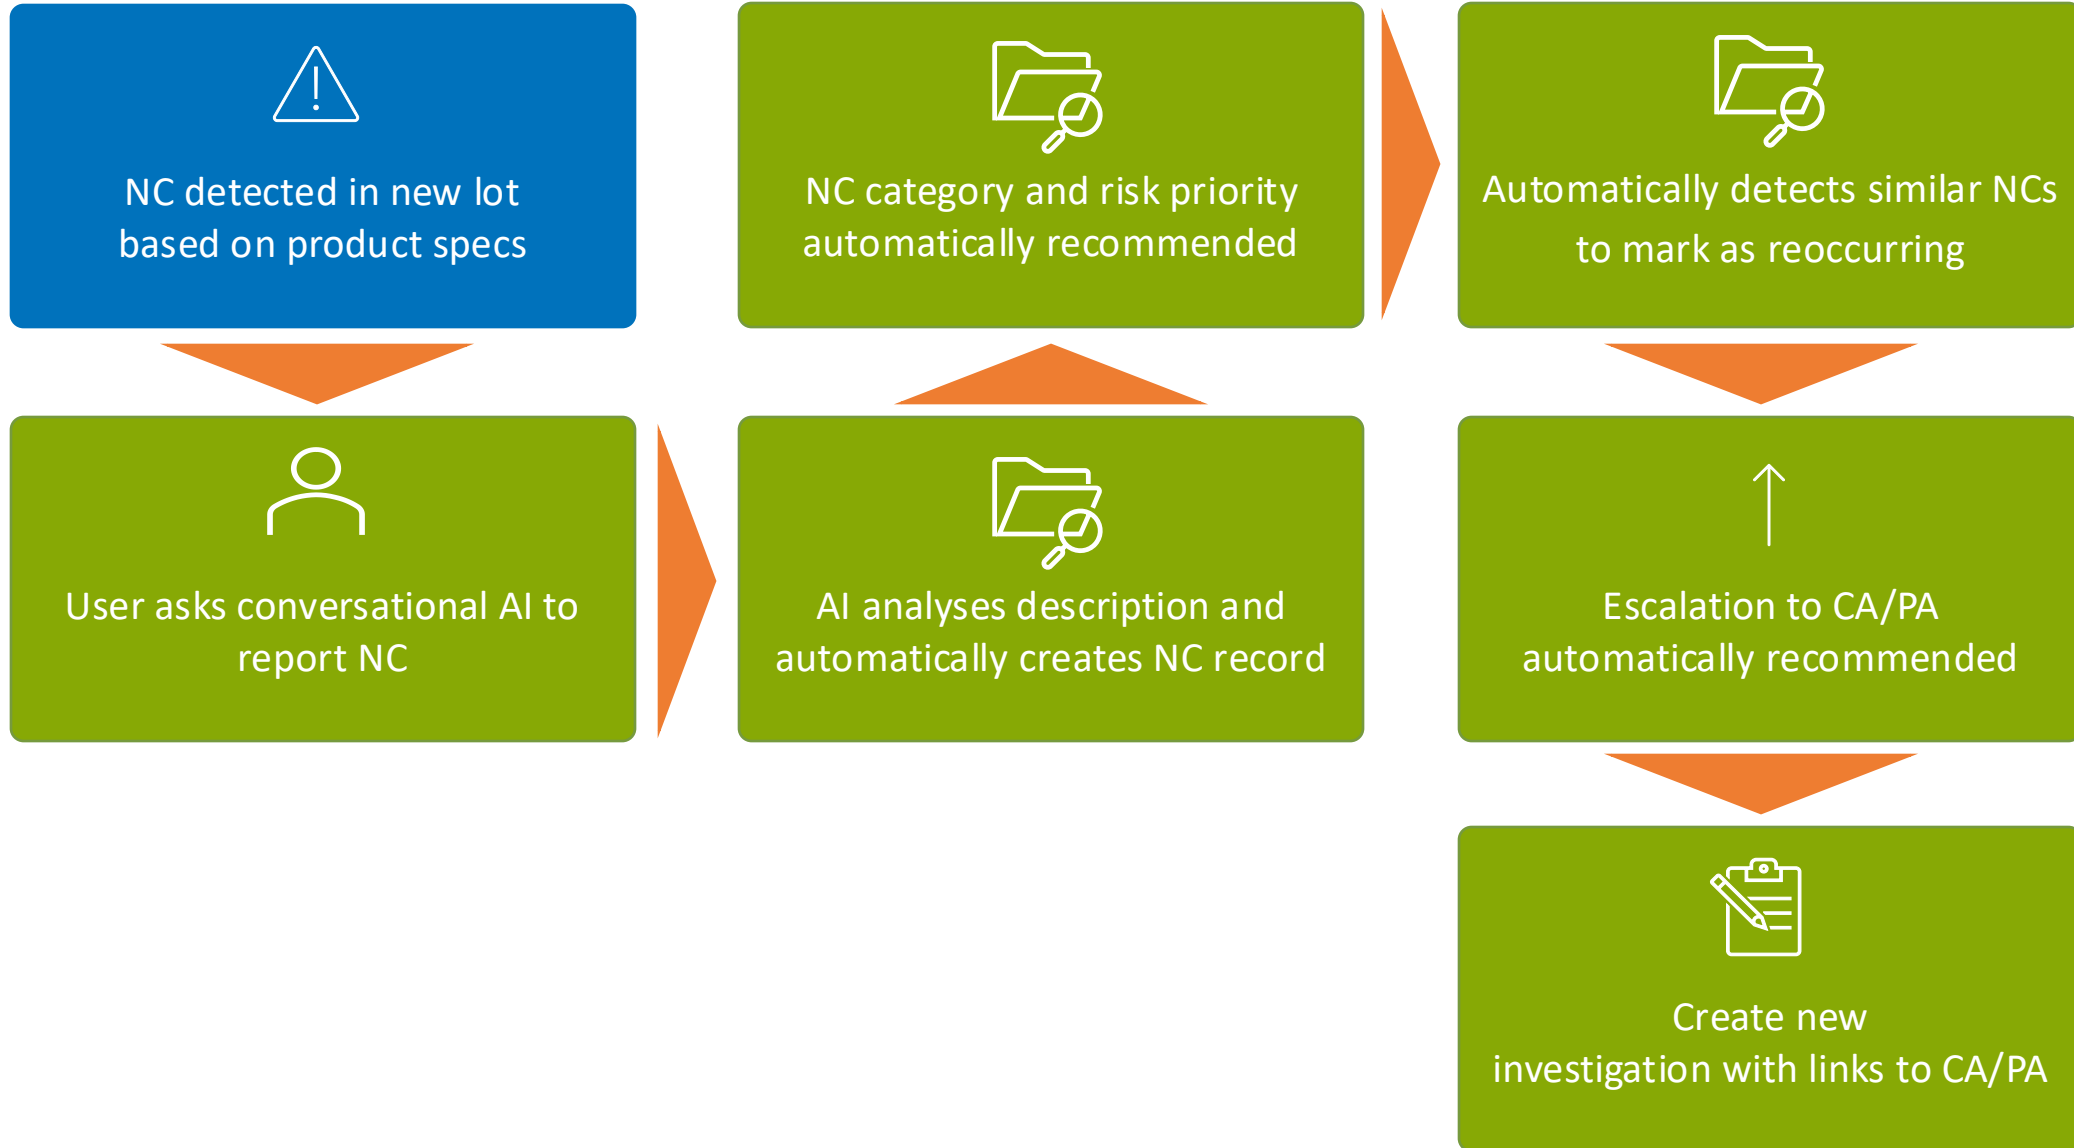 NC detected in new lot
based on product specs
User asks conversational AI to
report NC
AI analyses description and
automatically creates NC record
NC category and risk priority
automatically recommended
Automatically detects similar NCs
to mark as reoccurring
Escalation to CA/PA
automatically recommended
Create new
investigation with links to CA/PA